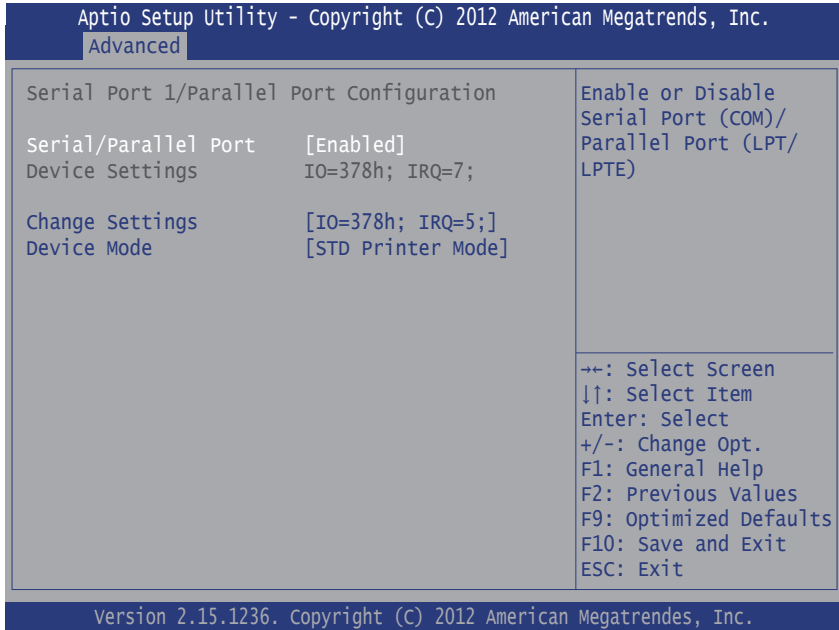 Aptio Setup Utility - Copyright (C) 2012 American Megatrends, Inc.
Advanced
Serial Port 1/Parallel Port Configuration
Serial/Parallel Port [Enabled]
Device Settings IO=378h; IRQ=7;
Change Settings [IO=378h; IRQ=5;]
Device Mode [STD Printer Mode]
Enable or Disable
Serial Port (COM)/
Parallel Port (LPT/
LPTE)
→←: Select Screen
↓↑: Select Item
Enter: Select
+/-: Change Opt.
F1: General Help
F2: Previous Values
F9: Optimized Defaults
F10: Save and Exit
ESC: Exit
Version 2.15.1236. Copyright (C) 2012 American Megatrendes, Inc.